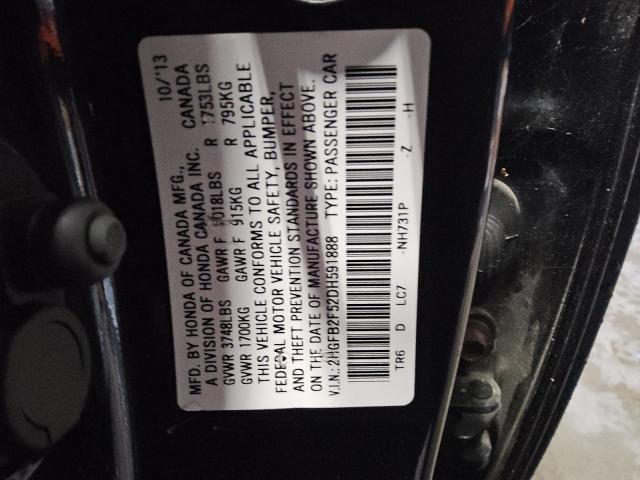 MFD. BY HONDA OF CANADA MFG., CANADA 10/'13
A DIVISION OF HONDA CANADA INC.
GVWR 3748LBS GAWR F 2018LBS R 1753LBS
GVWR 1700KG GAWR F 915KG R 795KG
THIS VEHICLE CONFORMS TO ALL APPLICABLE
FEDERAL MOTOR VEHICLE SAFETY, BUMPER,
AND THEFT PREVENTION STANDARDS IN EFFECT
ON THE DATE OF MANUFACTURE SHOWN ABOVE.
V.I.N.: 2HGFB2F52DH591888 TYPE: PASSENGER CAR
TR6 D LC7 -NH731P -Z -H